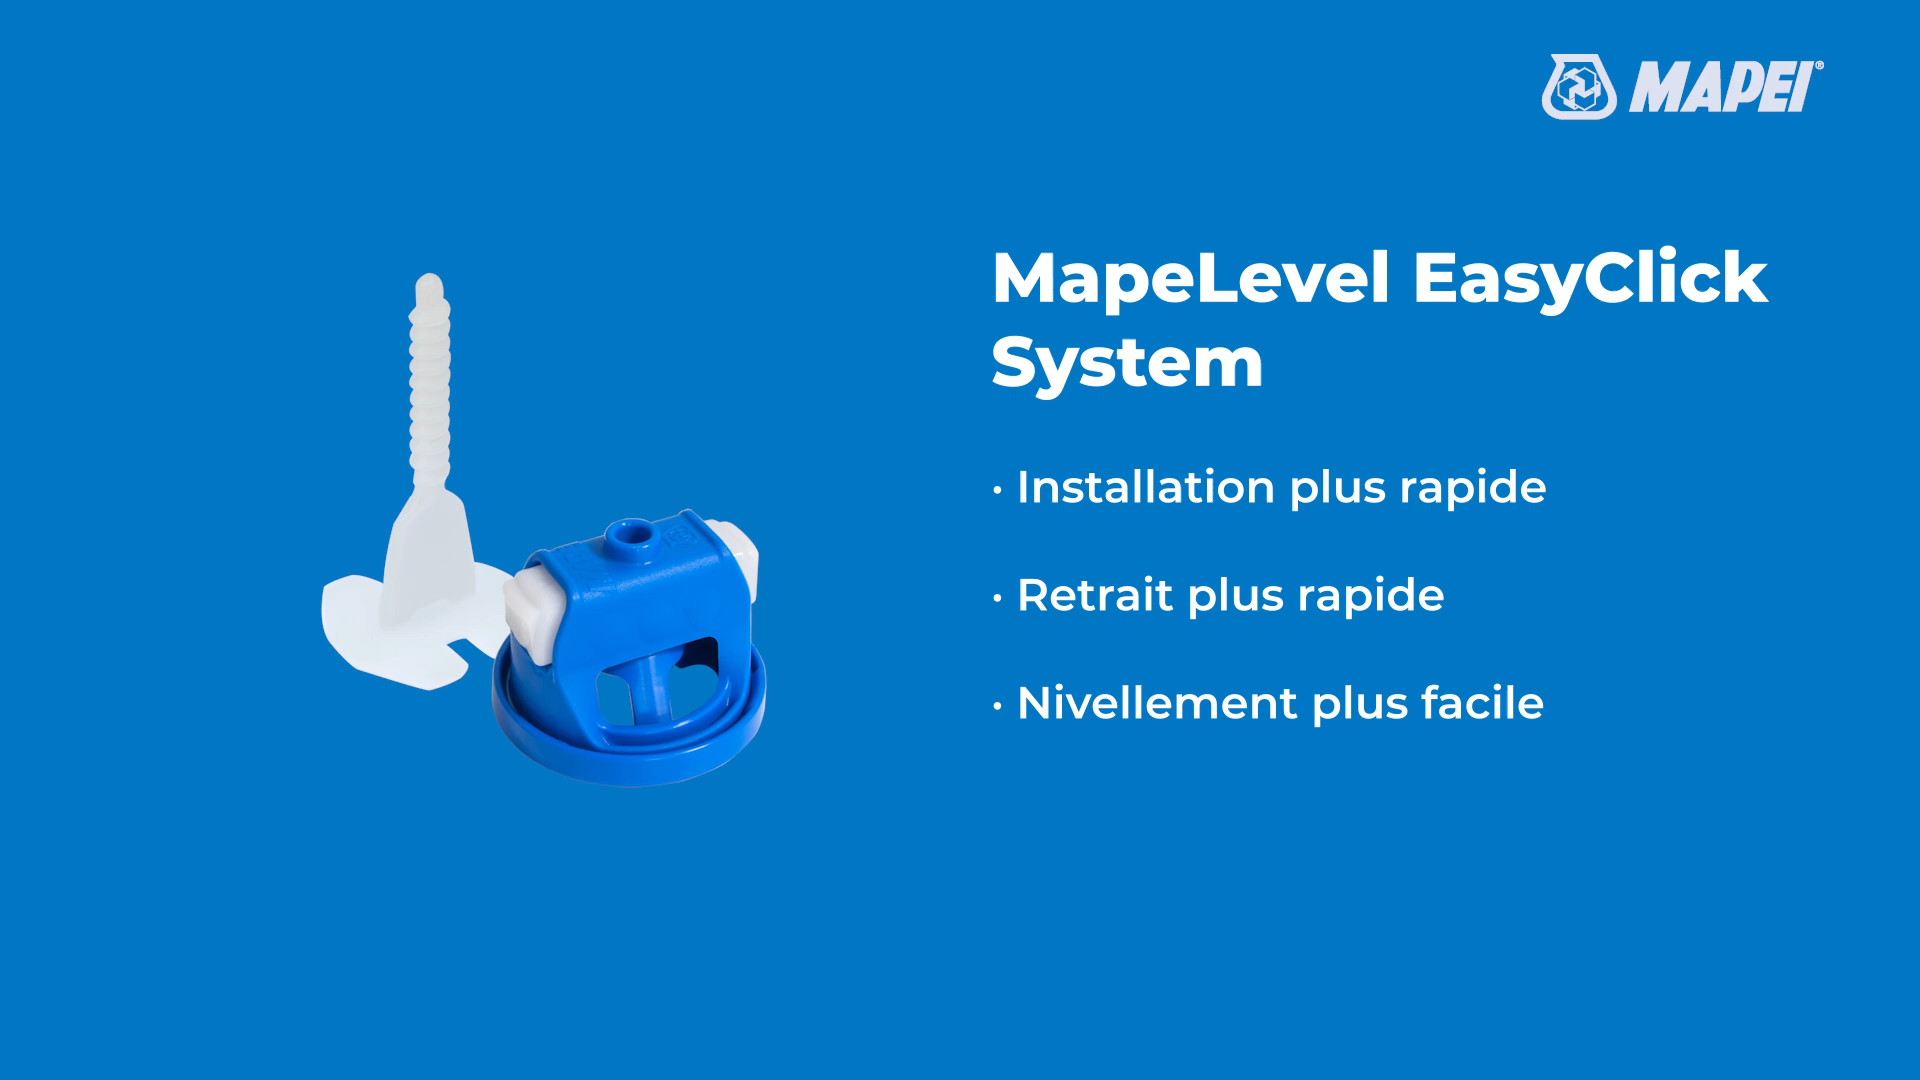 MAPEI®
MapeLevel EasyClick
System
· Installation plus rapide
· Retrait plus rapide
· Nivellement plus facile